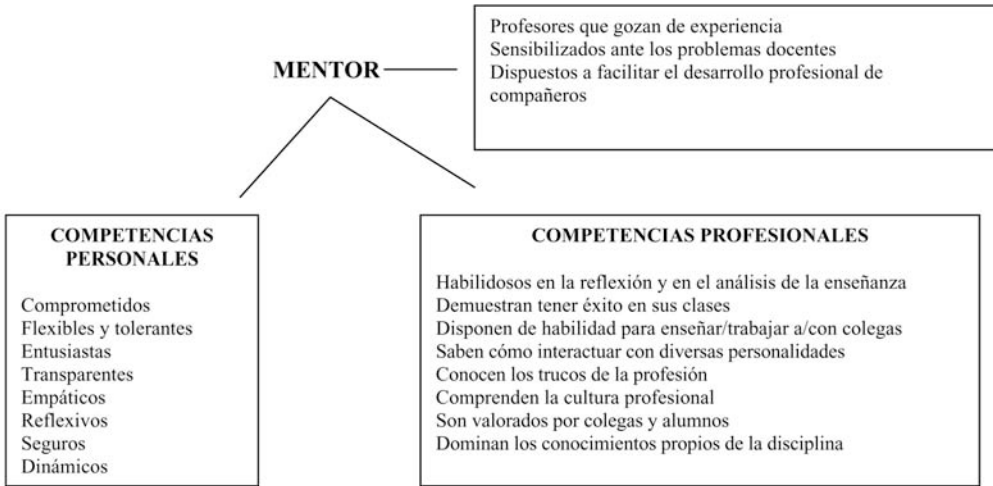 Profesores que gozan de experiencia
Sensibilizados ante los problemas docentes
MENTOR
Dispuestos a facilitar el desarrollo profesional de
compañeros
COMPETENCIAS
PERSONALES
Comprometidos
Flexibles y tolerantes
Entusiastas
Transparentes
Empáticos
Reflexivos
Seguros
Dinámicos
COMPETENCIAS PROFESIONALES
Habilidosos en la reflexión y en el análisis de la enseñanza
Demuestran tener éxito en sus clases
Disponen de habilidad para enseñar/trabajar a/con colegas
Saben cómo interactuar con diversas personalidades
Conocen los trucos de la profesión
Comprenden la cultura profesional
Son valorados por colegas y alumnos
Dominan los conocimientos propios de la disciplina